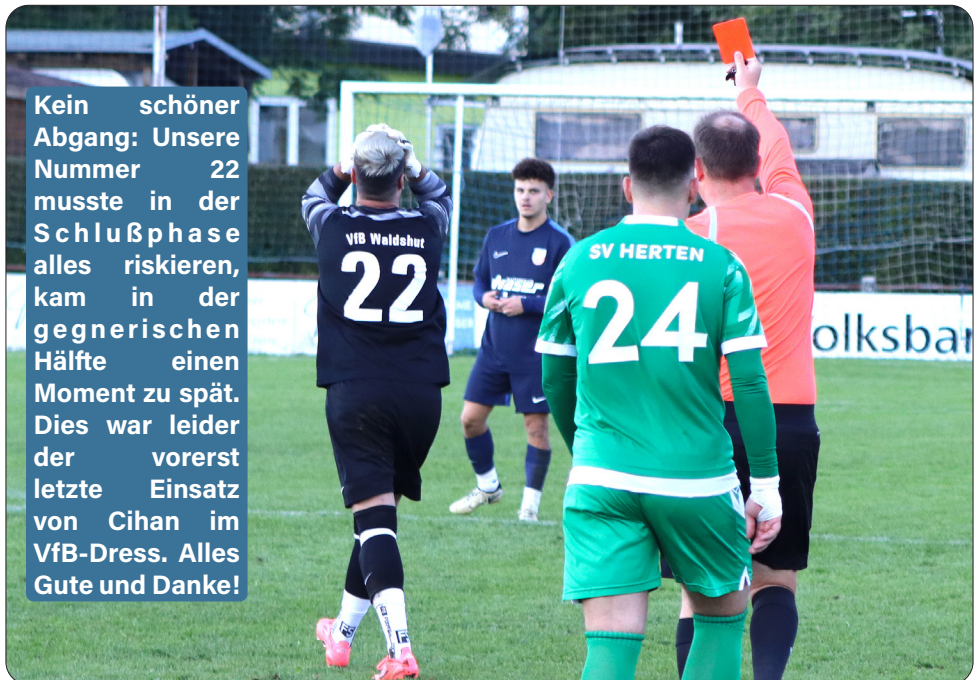 Kein schöner
Abgang: Unsere
Nummer 22
musste in der
Schlußphase
alles riskieren,
kam in der
gegnerischen
Hälfte einen
Moment zu spät.
Dies war leider
der vorerst
letzte Einsatz
von Cihan im
VfB-Dress. Alles
Gute und Danke!
VfB Waldshut
22
SV HERTEN
24
olksba